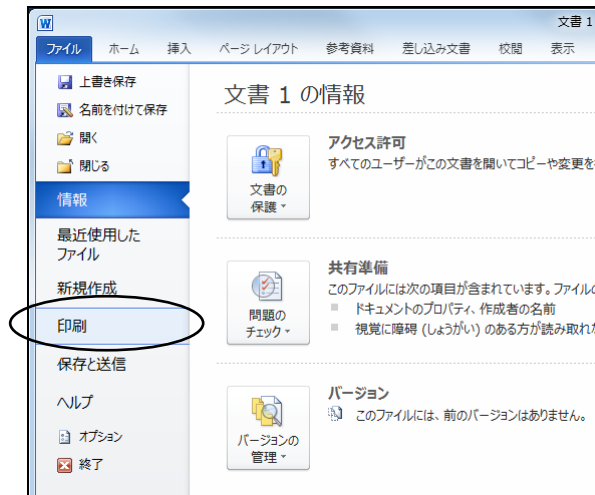 文書 1
ファイル ホーム 挿入 ページ レイアウト 参考資料 差し込み文書 校閲 表示
上書き保存
名前を付けて保存
開く
閉じる
情報
最近使用した
ファイル
新規作成
印刷
保存と送信
ヘルプ
オプション
終了
文書 1 の情報
文書の
保護
アクセス許可
すべてのユーザーがこの文書を開いてコピーや変更を
問題の
チェック
共有準備
このファイルには次の項目が含まれています。ファイルの
ドキュメントのプロパティ、作成者の名前
視覚に障碍 (しょうがい) のある方が読み取れ
バージョンの
管理
バージョン
このファイルには、前のバージョンはありません。